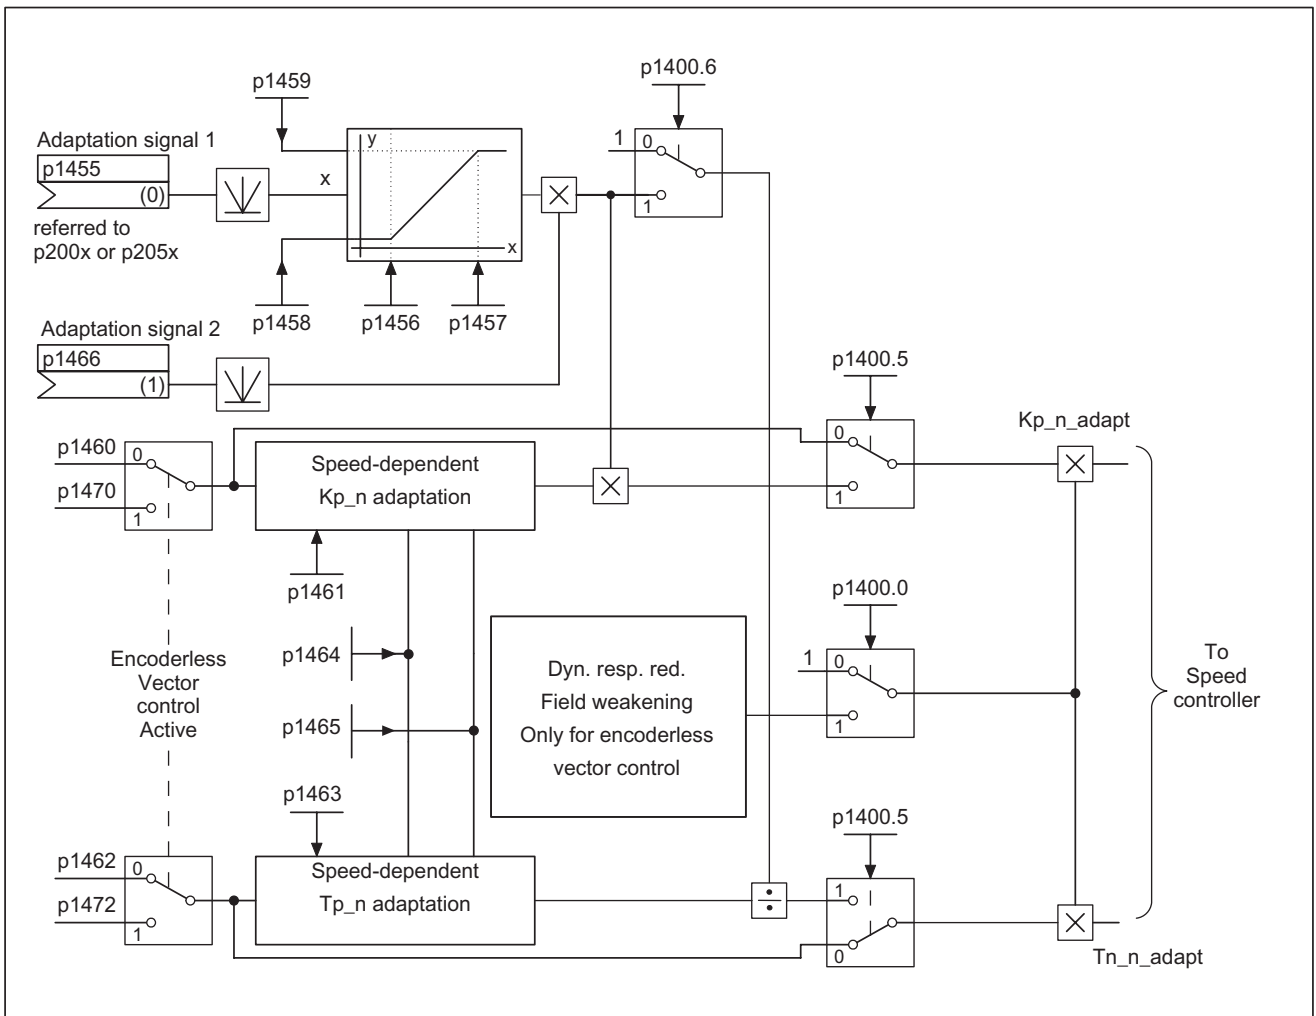 p1400.6
p1459
Adaptation signal 1
p1455
(0)
referred to
p200x or p205x
x
y
x
1
0
1
p1458
p1456
p1457
Adaptation signal 2
p1466
(1)
p1400.5
0
1
Kp_n_adapt
p1460
0
p1470
1
Speed-dependent
Kp_n adaptation
p1461
p1464
p1465
p1463
Encoderless
Vector
control
Active
Dyn. resp. red.
Field weakening
Only for encoderless
vector control
p1400.0
1
0
1
To
Speed
controller
p1400.5
1
0
p1462
0
p1472
1
Speed-dependent
Tp_n adaptation
Tn_n_adapt